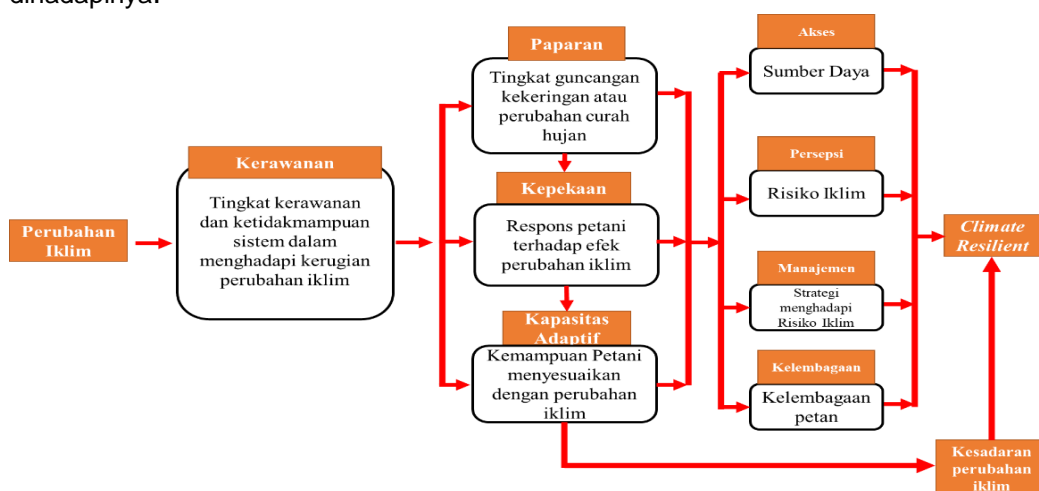 dihadapinya.
Perubahan
Iklim
Kerawanan
Tingkat kerawanan
dan ketidakmampuan
sistem dalam
menghadapi kerugian
perubahan iklim
Paparan
Tingkat guncangan
kekeringan atau
perubahan curah
hujan
Kepekaan
Respons petani
terhadap efek
perubahan iklim
Kapasitas
Adaptif
Kemampuan Petani
menyesuaikan
dengan perubahan
iklim
Akses
Sumber Daya
Persepsi
Risiko Iklim
Manajemen
Strategi
menghadapi
Risiko Iklim
Kelembagaan
Kelembagaan
petan
Climate
Resilient
Kesadaran
perubahan
iklim